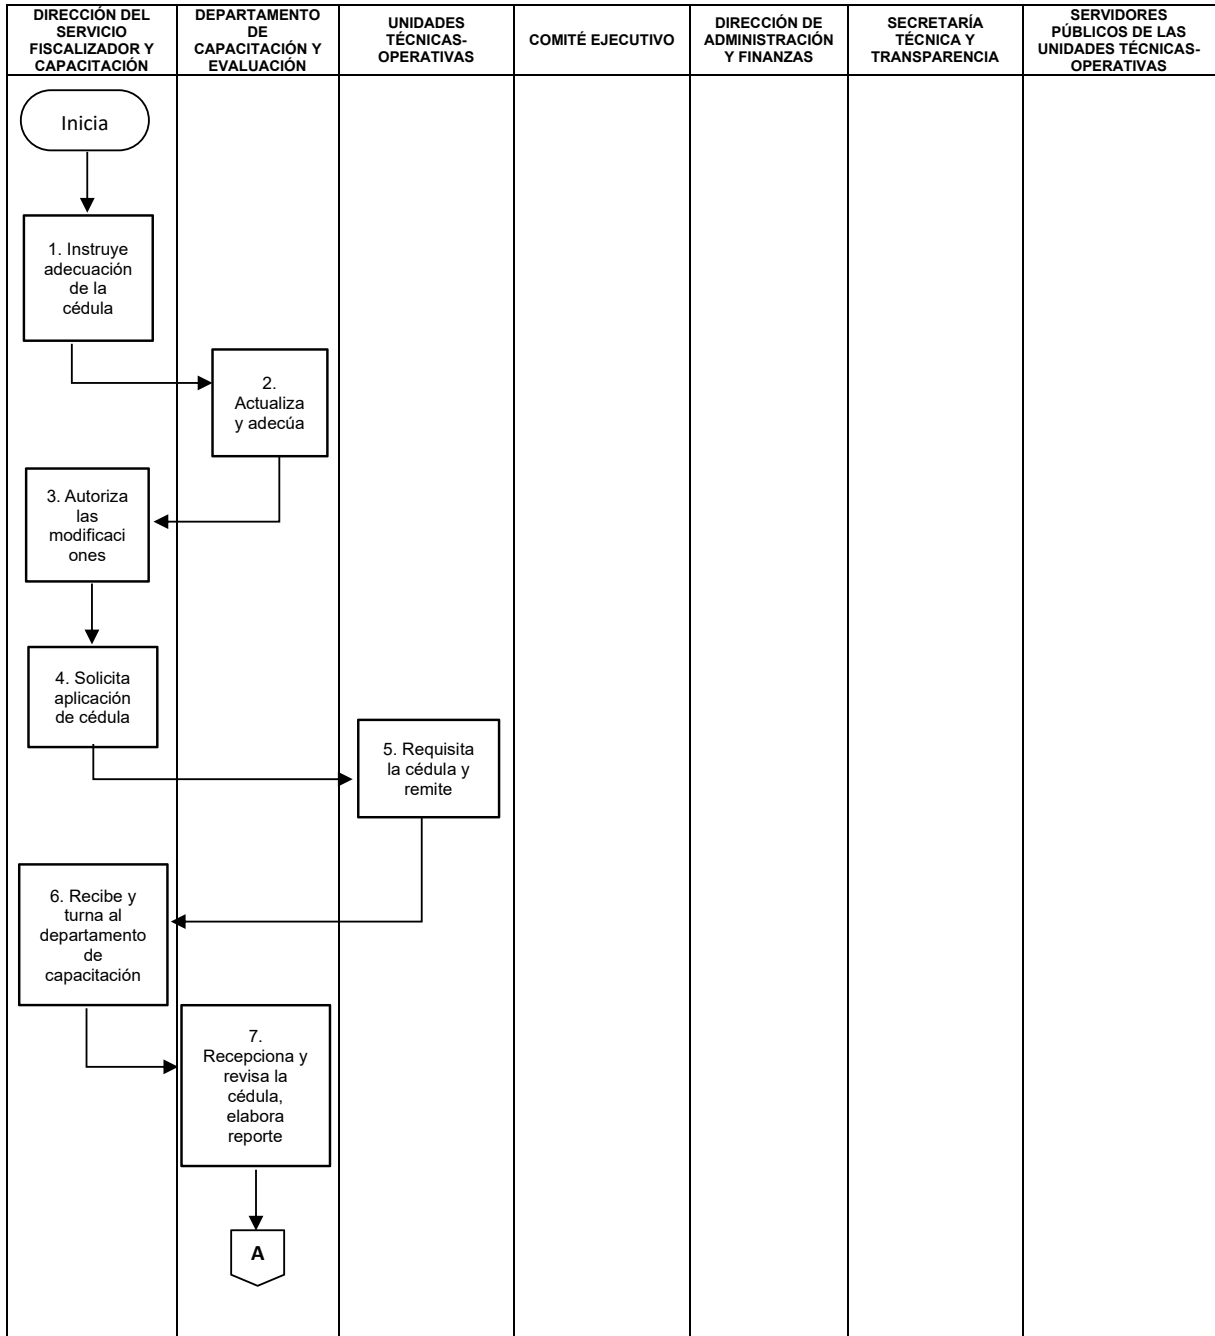 DIRECCIÓN DEL
SERVICIO
FISCALIZADOR Y
CAPACITACIÓN
DEPARTAMENTO
DE
CAPACITACIÓN Y
EVALUACIÓN
UNIDADES
TÉCNICAS-
OPERATIVAS
COMITÉ EJECUTIVO
DIRECCIÓN DE
ADMINISTRACIÓN
Y FINANZAS
SECRETARÍA
TÉCNICA Y
TRANSPARENCIA
SERVIDORES
PÚBLICOS DE LAS
UNIDADES TÉCNICAS-
OPERATIVAS
Inicia
1. Instruye
adecuación
de la
cédula
2.
Actualiza
y adecúa
3. Autoriza
las
modificaci
ones
4. Solicita
aplicación
de cédula
5. Requisita
la cédula y
remite
6. Recibe y
turna al
departamento
de
capacitación
7.
Recepciona y
revisa la
cédula,
elabora
reporte
A